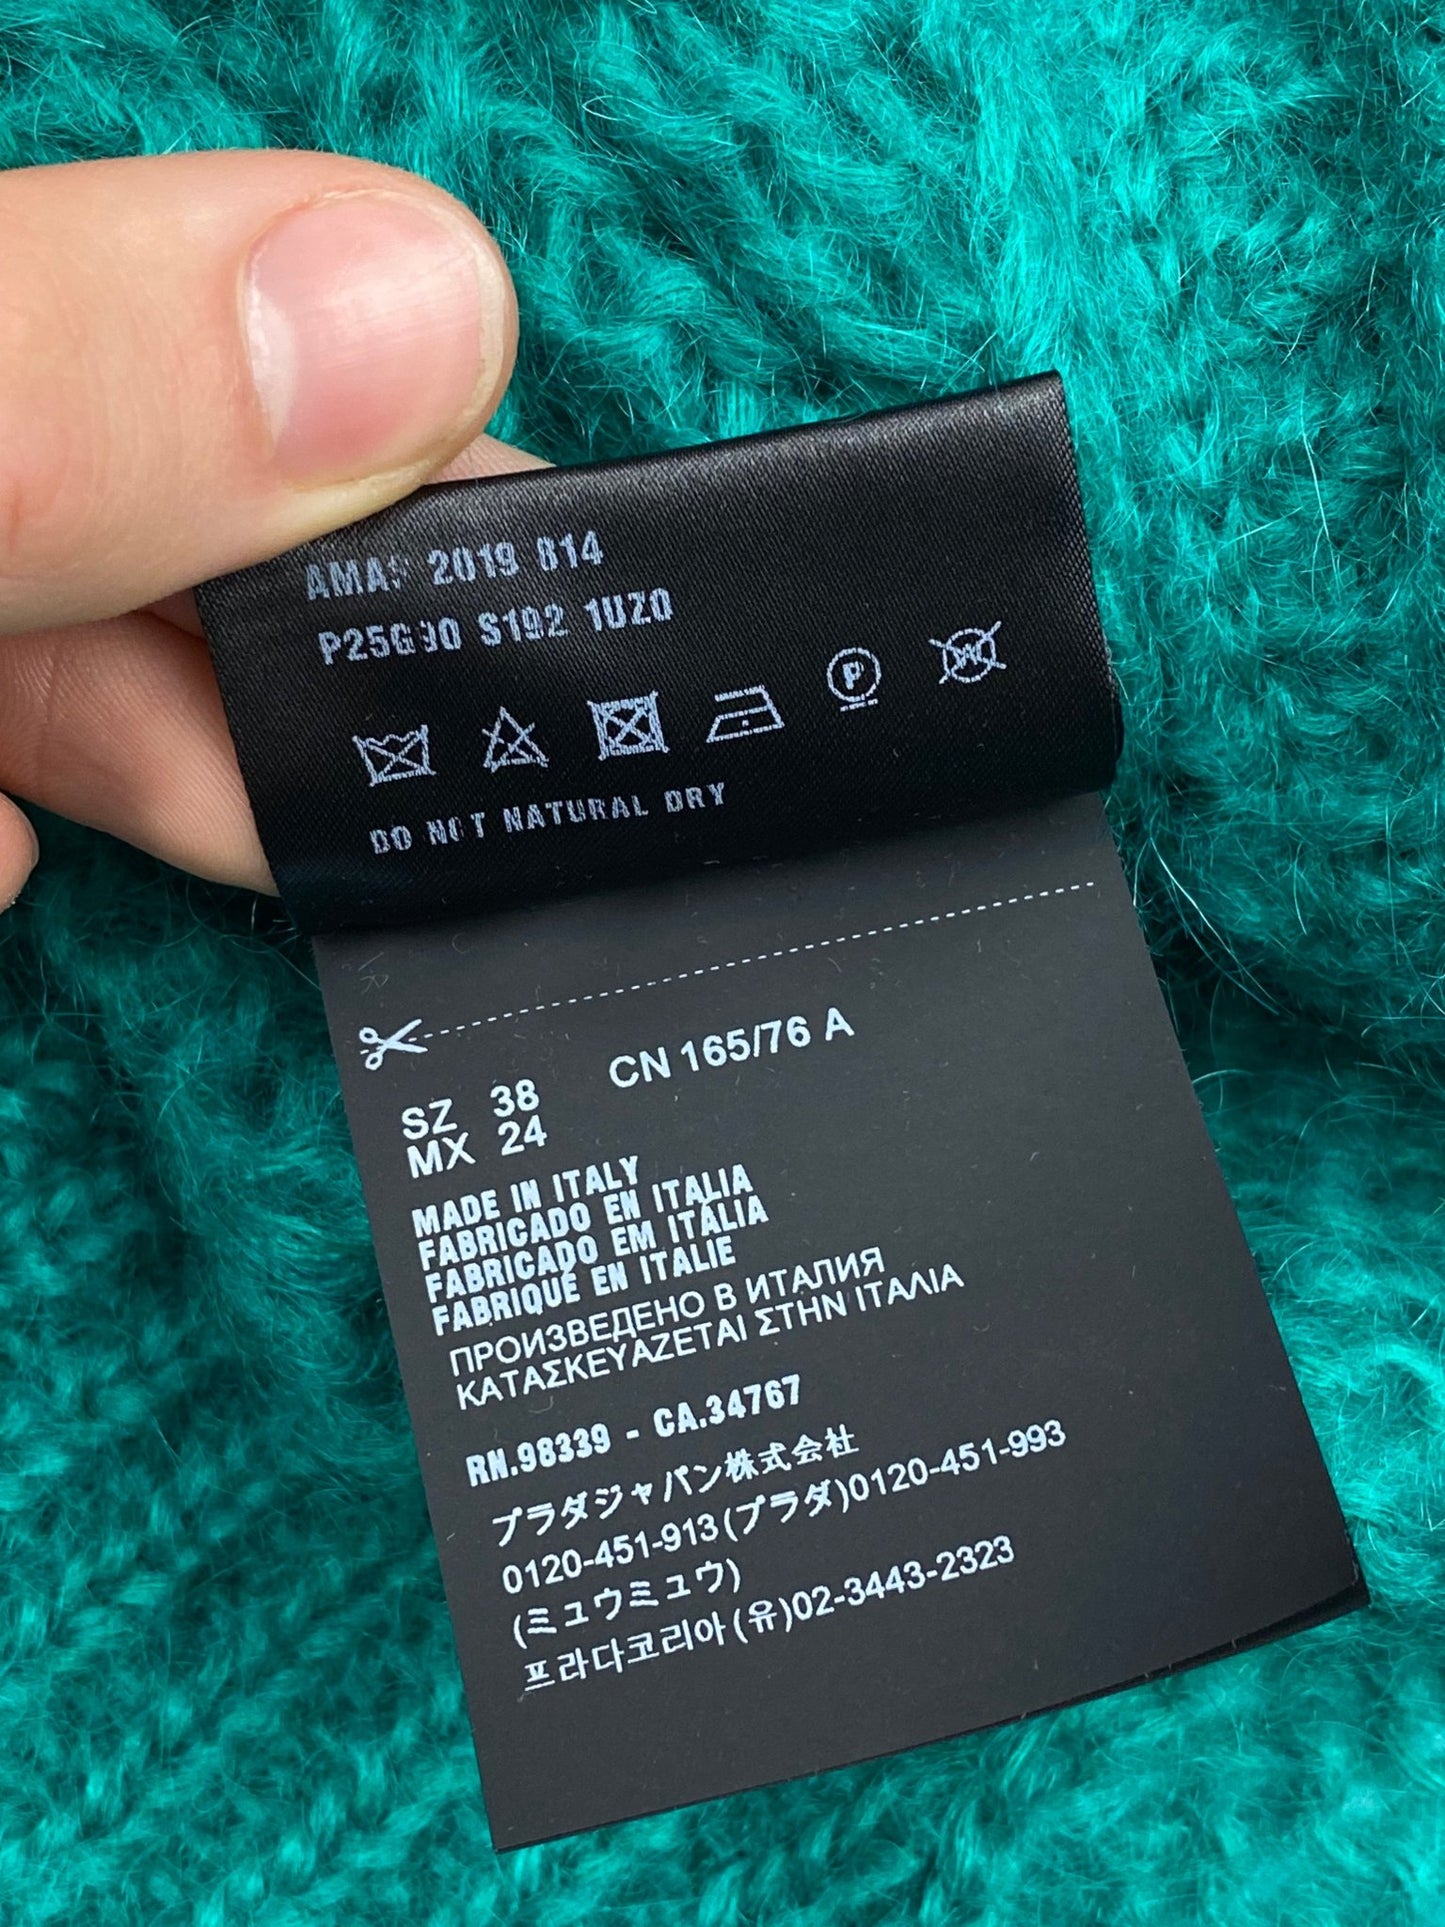 2019 814
S192 1UZ0
P
W
DO NOT NATURAL DRY
CN 165/76 A
SZ 38
MX 24
MADE IN ITALY
FABRICADO EN ITALIA
FABRICADO EM ITÁLIA
FABRIQUÉ EN ITALIE
ПРОИЗВЕДЕНО В ИТАЛИЯ
ΚΑΤΑΣΚΕΥΑΖΕΤΑΙ ΣΤΗΝ ΙΤΑΛΙΑ
RN.98339 - CA.34767
プラダジャパン株式会社
0120-451-913(プラダ)0120-451-993
(ミュウミュウ)
프라다코리아(유)02-3443-2323